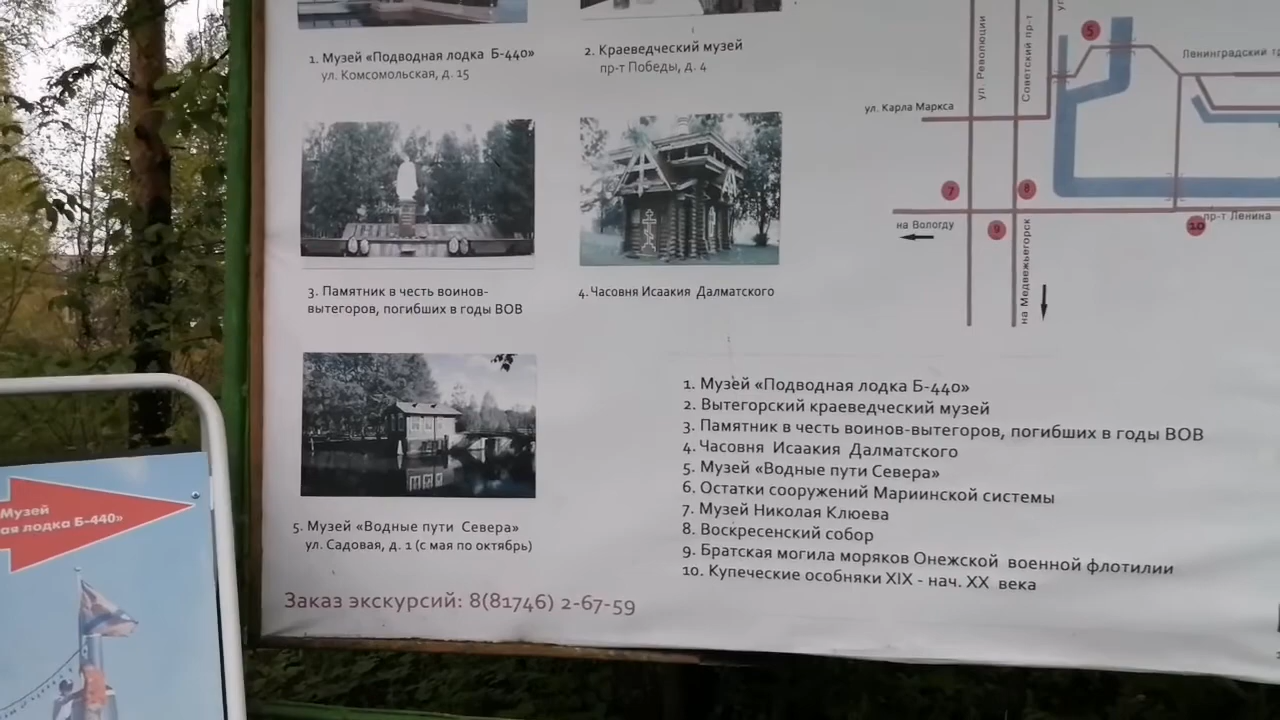 1. Музей «Подводная лодка Б-440»
ул. Комсомольская, д. 15
2. Краеведческий музей
пр-т Победы, д. 4
3. Памятник в честь воинов-
вытегоров, погибших в годы ВОВ
4. Часовня Исаакия Далматского
5. Музей «Водные пути Севера»
ул. Садовая, д. 1 (с мая по октябрь)
Заказ экскурсий: 8(81746) 2-67-59
ул. Революции
Советский пр-т
5
Ленинградский
ул. Карла Маркса
7
8
на Вологду
9
10
пр-т Ленина
на Медвежьегорск
1. Музей «Подводная лодка Б-440»
2. Вытегорский краеведческий музей
3. Памятник в честь воинов-вытегоров, погибших в годы ВОВ
4. Часовня Исаакия Далматского
5. Музей «Водные пути Севера»
6. Остатки сооружений Мариинской системы
7. Музей Николая Клюева
8. Воскресенский собор
9. Братская могила моряков Онежской военной флотилии
10. Купеческие особняки XIX - нач. XX века
Музей
ая лодка Б-440»